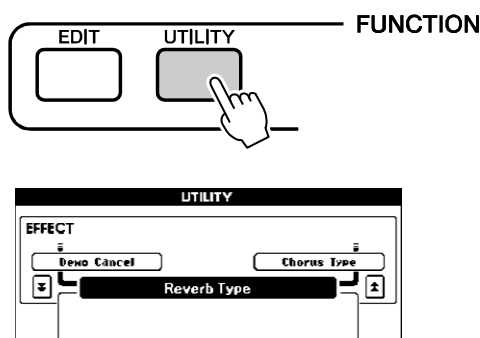 FUNCTION
EDIT UTILITY
UTILITY
EFFECT
Demo Cancel Chorus Type
Reverb Type